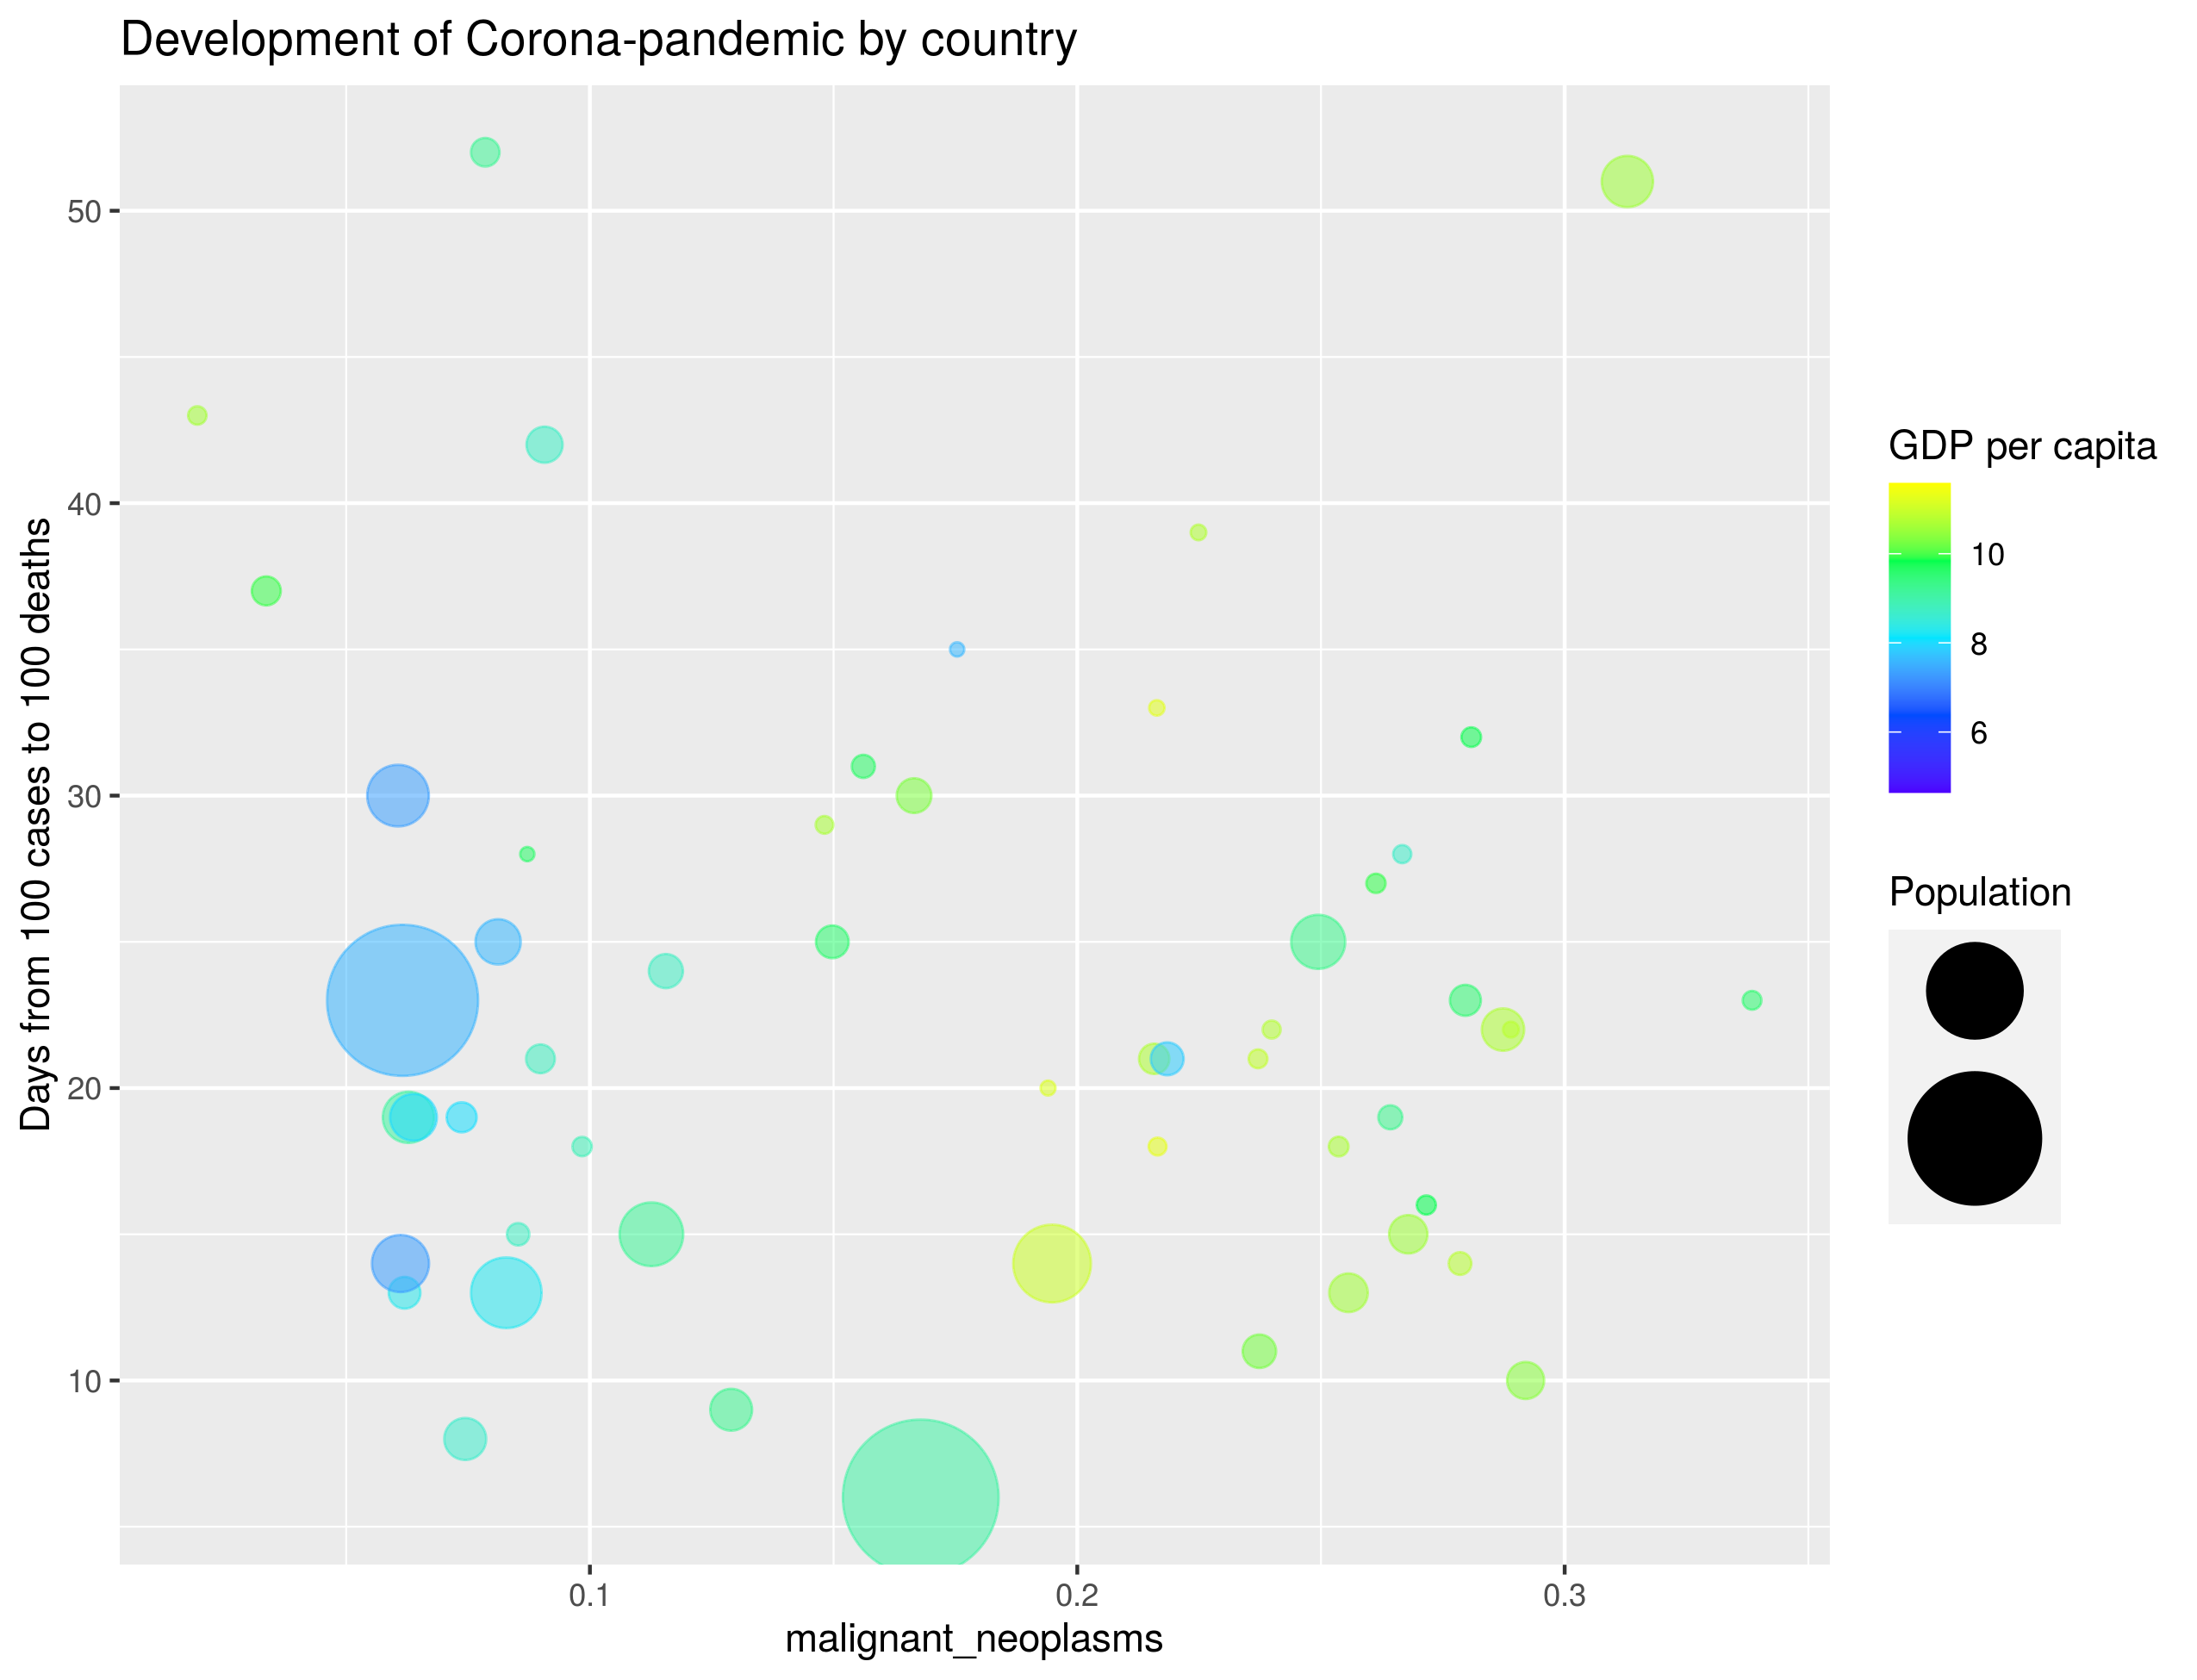 Development of Corona-pandemic by country
Days from 100 cases to 100 deaths
50
40
30
20
10
0.1
0.2
0.3
malignant_neoplasms
GDP per capita
10
8
6
Population